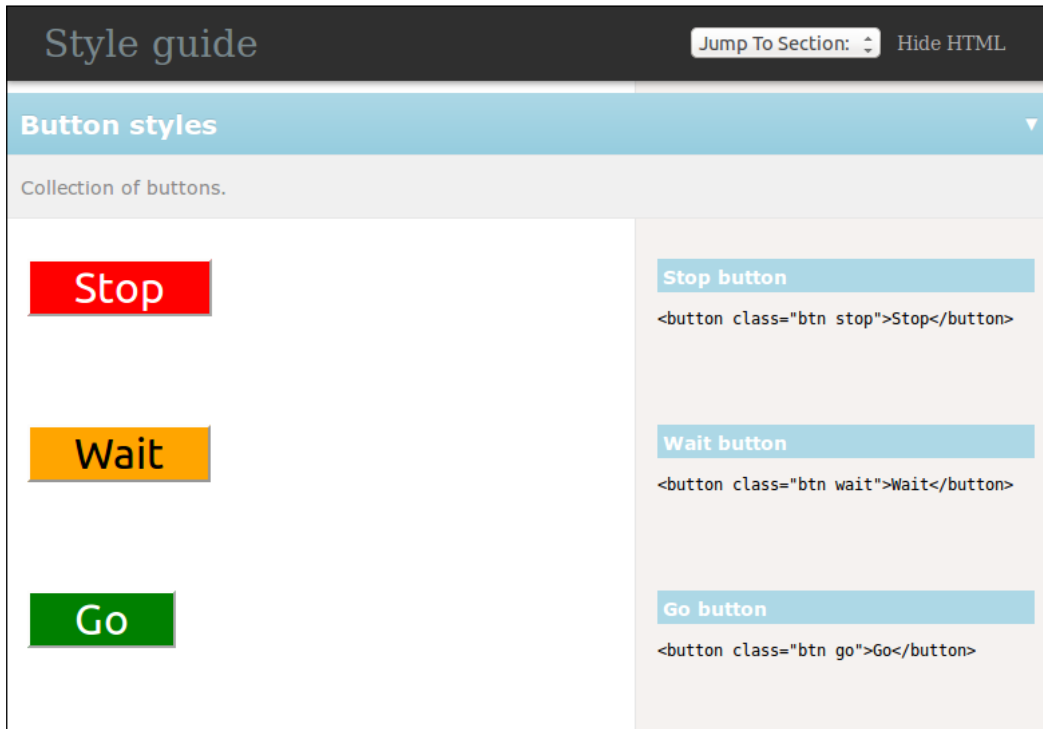 Style guide
Jump To Section:
Hide HTML
Button styles
Collection of buttons.
Stop
Stop button
<button class="btn stop">Stop</button>
Wait
Wait button
<button class="btn wait">Wait</button>
Go
Go button
<button class="btn go">Go</button>